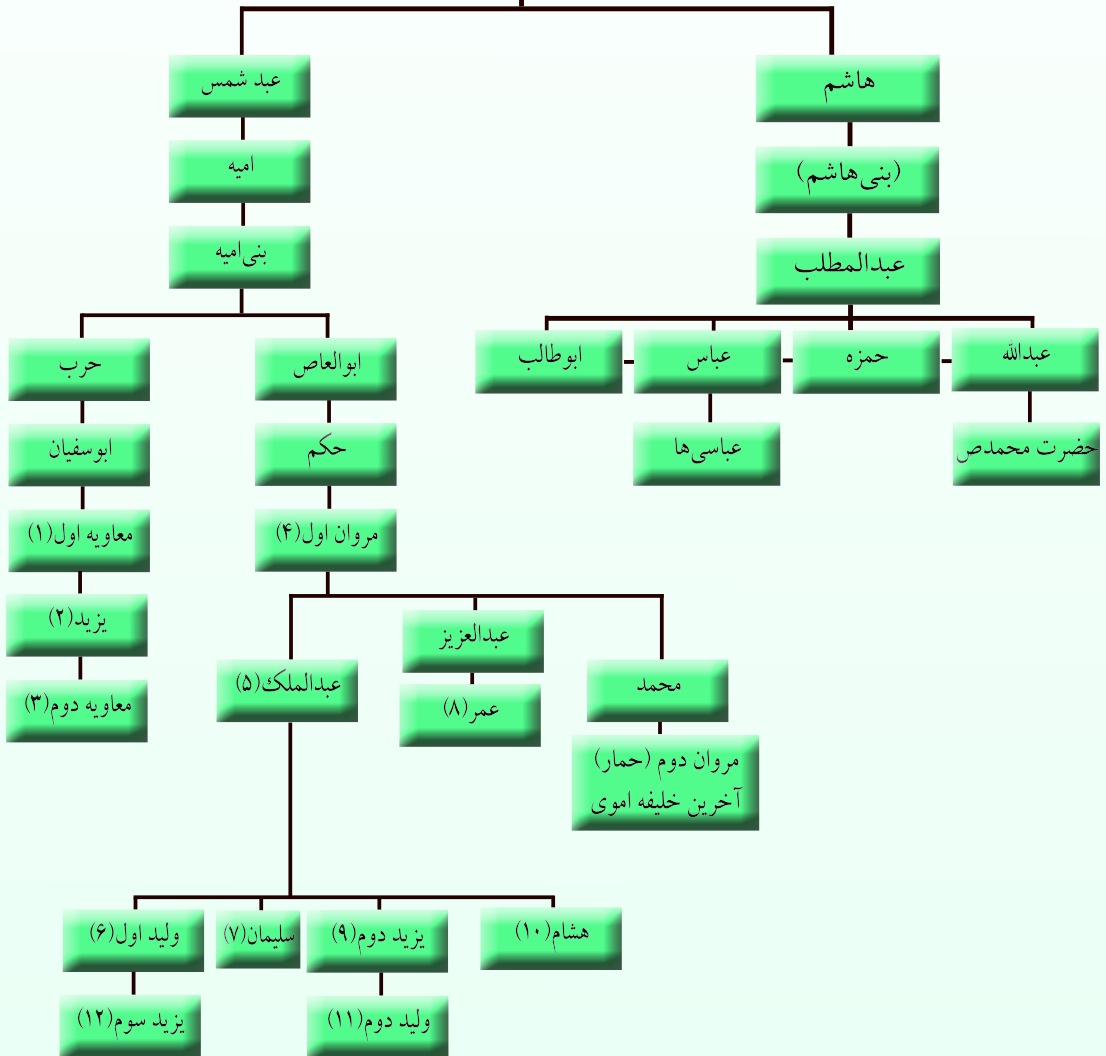 هاشم
عبد شمس
(بنی‌هاشم)
امیه
بنی‌امیه
عبدالمطلب
عبدالله
حمزه
عباس
ابوطالب
ابوالعاص
حرب
حضرت محمدص
عباسی‌ها
حکم
ابوسفیان
مروان اول(۴)
معاویه اول(۱)
یزید(۲)
عبدالعزیز
محمد
عبدالملک(۵)
معاویه دوم(۳)
عمر(۸)
مروان دوم (حمار)
آخرین خلیفه اموی
هشام(۱۰)
یزید دوم(۹)
سلیمان(۷)
ولید اول(۶)
ولید دوم(۱۱)
یزید سوم(۱۲)